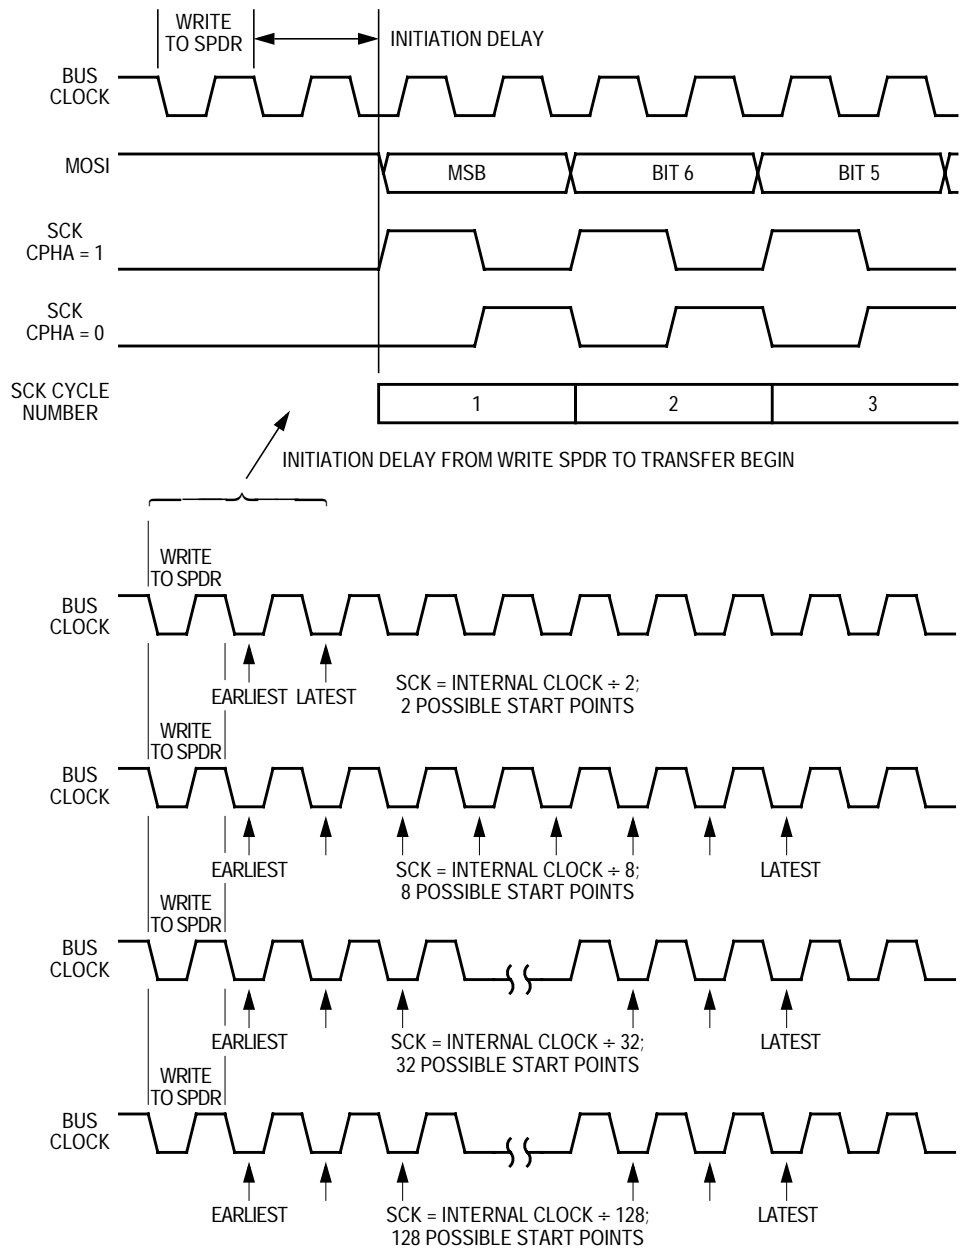 WRITE
TO SPDR
INITIATION DELAY
BUS
CLOCK
MOSI
MSB
BIT 6
BIT 5
SCK
CPHA = 1
SCK
CPHA = 0
SCK CYCLE
NUMBER
1
2
3
INITIATION DELAY FROM WRITE SPDR TO TRANSFER BEGIN
WRITE
TO SPDR
BUS
CLOCK
EARLIEST
LATEST
SCK = INTERNAL CLOCK ÷ 2;
2 POSSIBLE START POINTS
WRITE
TO SPDR
BUS
CLOCK
EARLIEST
SCK = INTERNAL CLOCK ÷ 8;
8 POSSIBLE START POINTS
LATEST
WRITE
TO SPDR
BUS
CLOCK
EARLIEST
SCK = INTERNAL CLOCK ÷ 32;
32 POSSIBLE START POINTS
LATEST
WRITE
TO SPDR
BUS
CLOCK
EARLIEST
SCK = INTERNAL CLOCK ÷ 128;
128 POSSIBLE START POINTS
LATEST